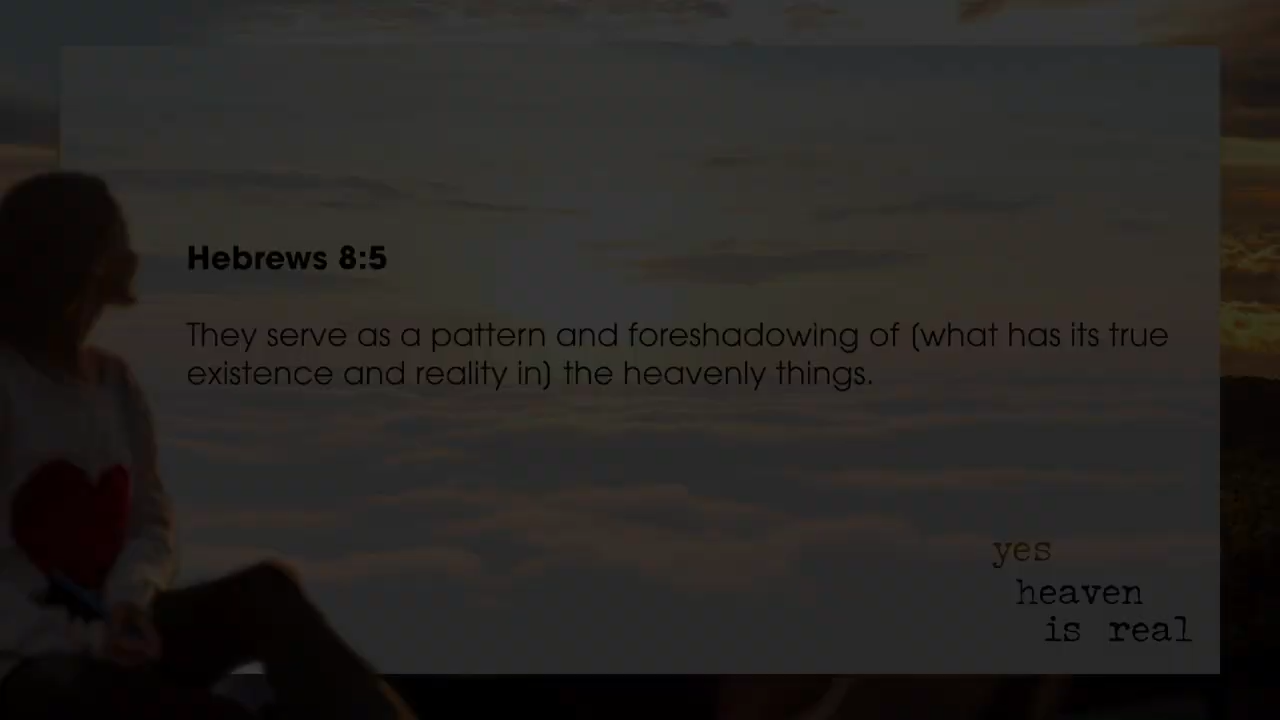 Hebrews 8:5
They serve as a pattern and foreshadowing of (what has its true
existence and reality in) the heavenly things.
yes
heaven
is real